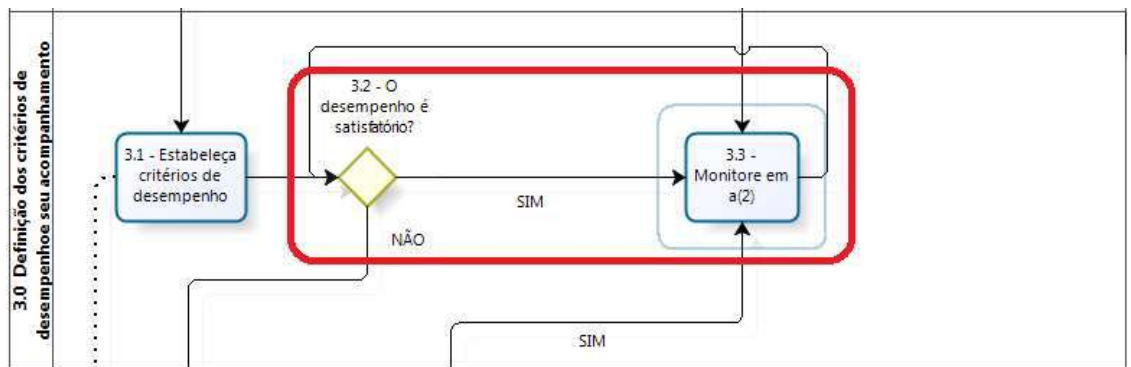 3.0 Definição dos critérios de
desempenhoe seu acompanhamento
3.1 - Estabeleça
critérios de
desempenho
3.2 - O
desempenho é
satisfatório?
SIM
NÃO
3.3 -
Monitore em
a(2)
SIM